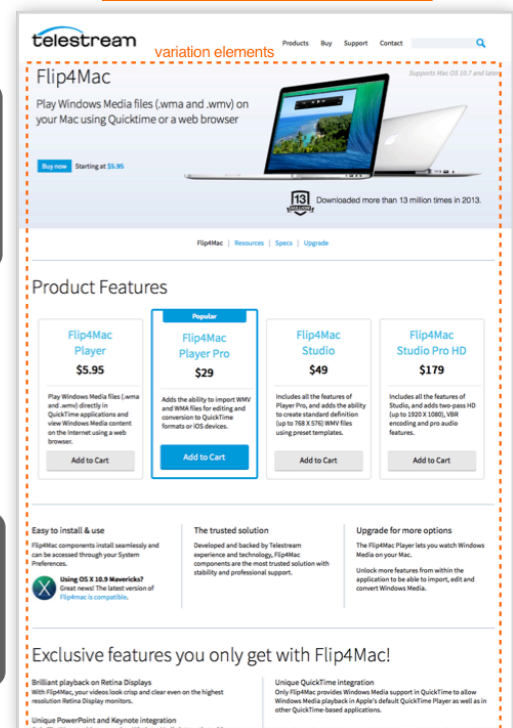 telestream
variation elements
Products Buy Support Contact
Flip4Mac
Supports Mac OS 10.7 and later
Play Windows Media files (.wma and .wmv) on
your Mac using Quicktime or a web browser
Buy now Starting at $5.95
13
MILLION
Downloaded more than 13 million times in 2013.
Flip4Mac | Resources | Specs | Upgrade
Product Features
Flip4Mac
Player
$5.95
Play Windows Media files (.wma
and .wmv) directly in
QuickTime applications and
view Windows Media content
on the Internet using a web
browser.
Add to Cart
Popular
Flip4Mac
Player Pro
$29
Adds the ability to import WMV
and WMA files for editing and
conversion to QuickTime
formats or iOS devices.
Add to Cart
Flip4Mac
Studio
$49
Includes all the features of
Player Pro, and adds the ability
to create standard definition
(up to 768 X 576) WMV files
using preset templates.
Add to Cart
Flip4Mac
Studio Pro HD
$179
Includes all the features of
Studio, and adds two-pass HD
(up to 1920 X 1080), VBR
encoding and pro audio
features.
Add to Cart
Easy to install & use
Flip4Mac components install seamlessly and
can be accessed through your System
Preferences.
Using OS X 10.9 Mavericks?
Great news! The latest version of
Flip4mac is compatible.
The trusted solution
Developed and backed by Telestream
experience and technology, Flip4Mac
components are the most trusted solution with
stability and professional support.
Upgrade for more options
The Flip4Mac Player lets you watch Windows
Media on your Mac.
Unlock more features from within the
application to be able to import, edit and
convert Windows Media.
Exclusive features you only get with Flip4Mac!
Brilliant playback on Retina Displays
With Flip4Mac, your videos look crisp and clear even on the highest
resolution Retina Display monitors.
Unique QuickTime integration
Only Flip4Mac provides Windows Media support in QuickTime to allow
Windows Media playback in Apple's default QuickTime Player as well as in
other QuickTime-based applications.
Unique PowerPoint and Keynote integration